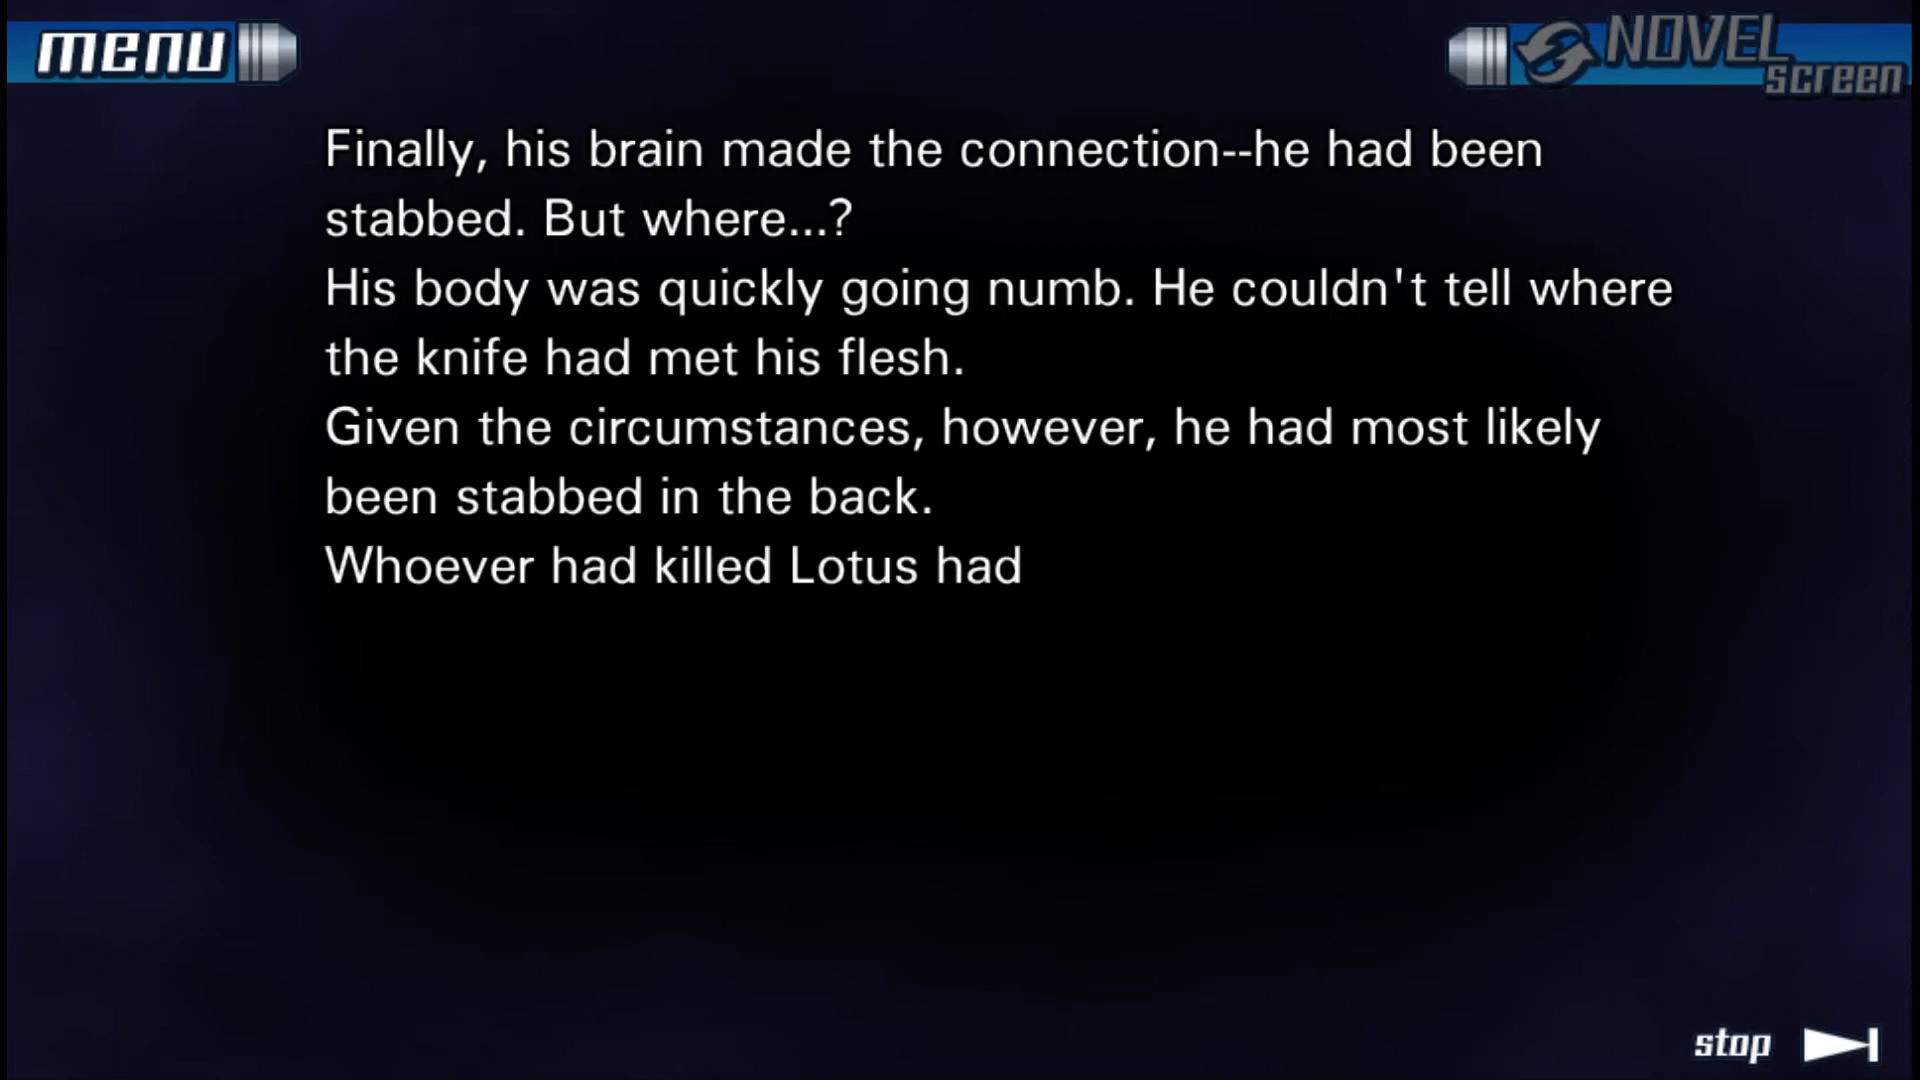 menu
NOVEL
screen
Finally, his brain made the connection--he had been
stabbed. But where...?
His body was quickly going numb. He couldn't tell where
the knife had met his flesh.
Given the circumstances, however, he had most likely
been stabbed in the back.
Whoever had killed Lotus had
stop